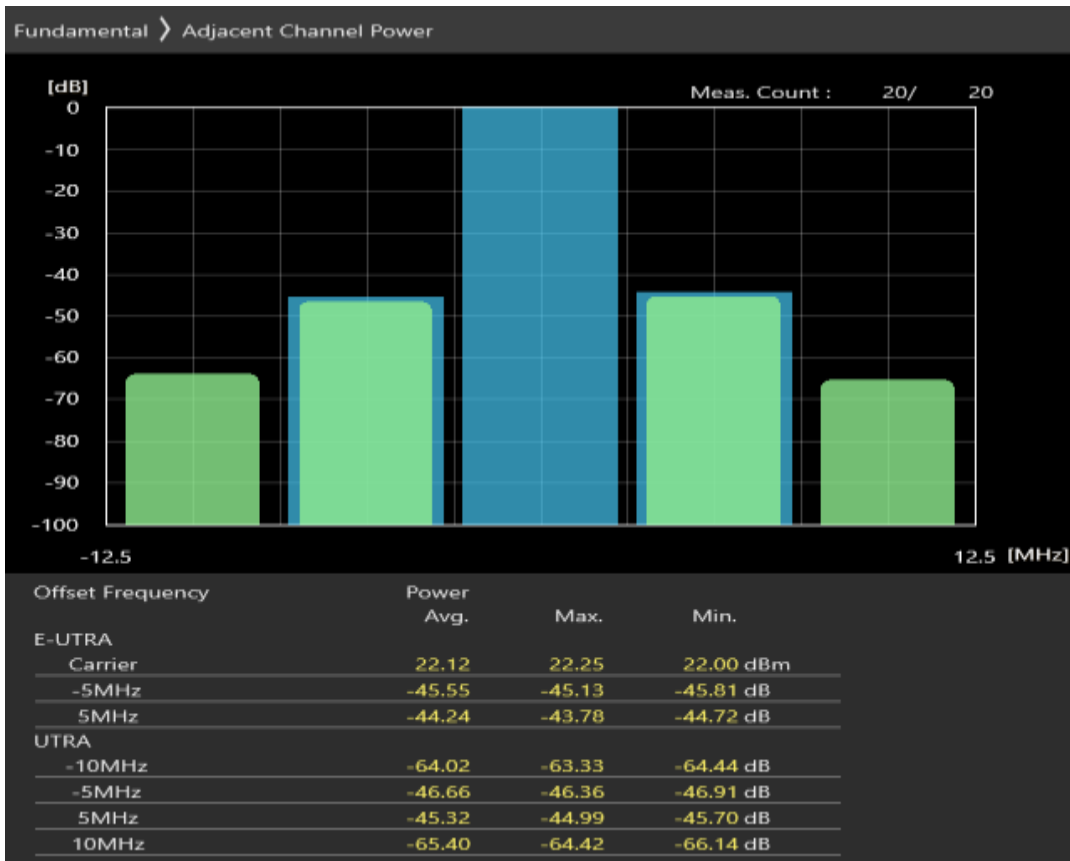 Fundamental 〉 Adjacent Channel Power
[dB]
Meas. Count : 20/ 20
0
-10
-20
-30
-40
-50
-60
-70
-80
-90
-100
-12.5 12.5 [MHz]
Offset Frequency Power
Avg. Max. Min.
E-UTRA
Carrier 22.12 22.25 22.00 dBm
-5MHz -45.55 -45.13 -45.81 dB
5MHz -44.24 -43.78 -44.72 dB
UTRA
-10MHz -64.02 -63.33 -64.44 dB
-5MHz -46.66 -46.36 -46.91 dB
5MHz -45.32 -44.99 -45.70 dB
10MHz -65.40 -64.42 -66.14 dB